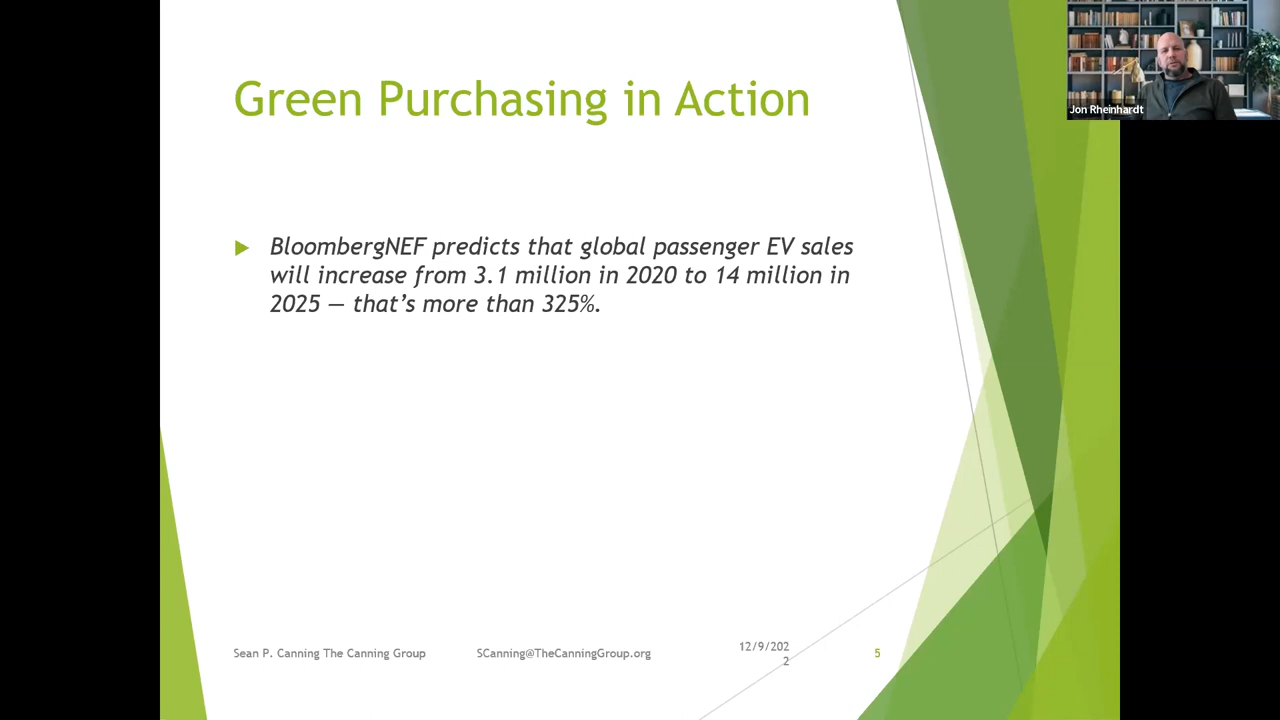 Jon Rheinhardt
Green Purchasing in Action
BloombergNEF predicts that global passenger EV sales
will increase from 3.1 million in 2020 to 14 million in
2025 — that’s more than 325%.
Sean P. Canning The Canning Group
SCanning@TheCanningGroup.org
12/9/202
2
5